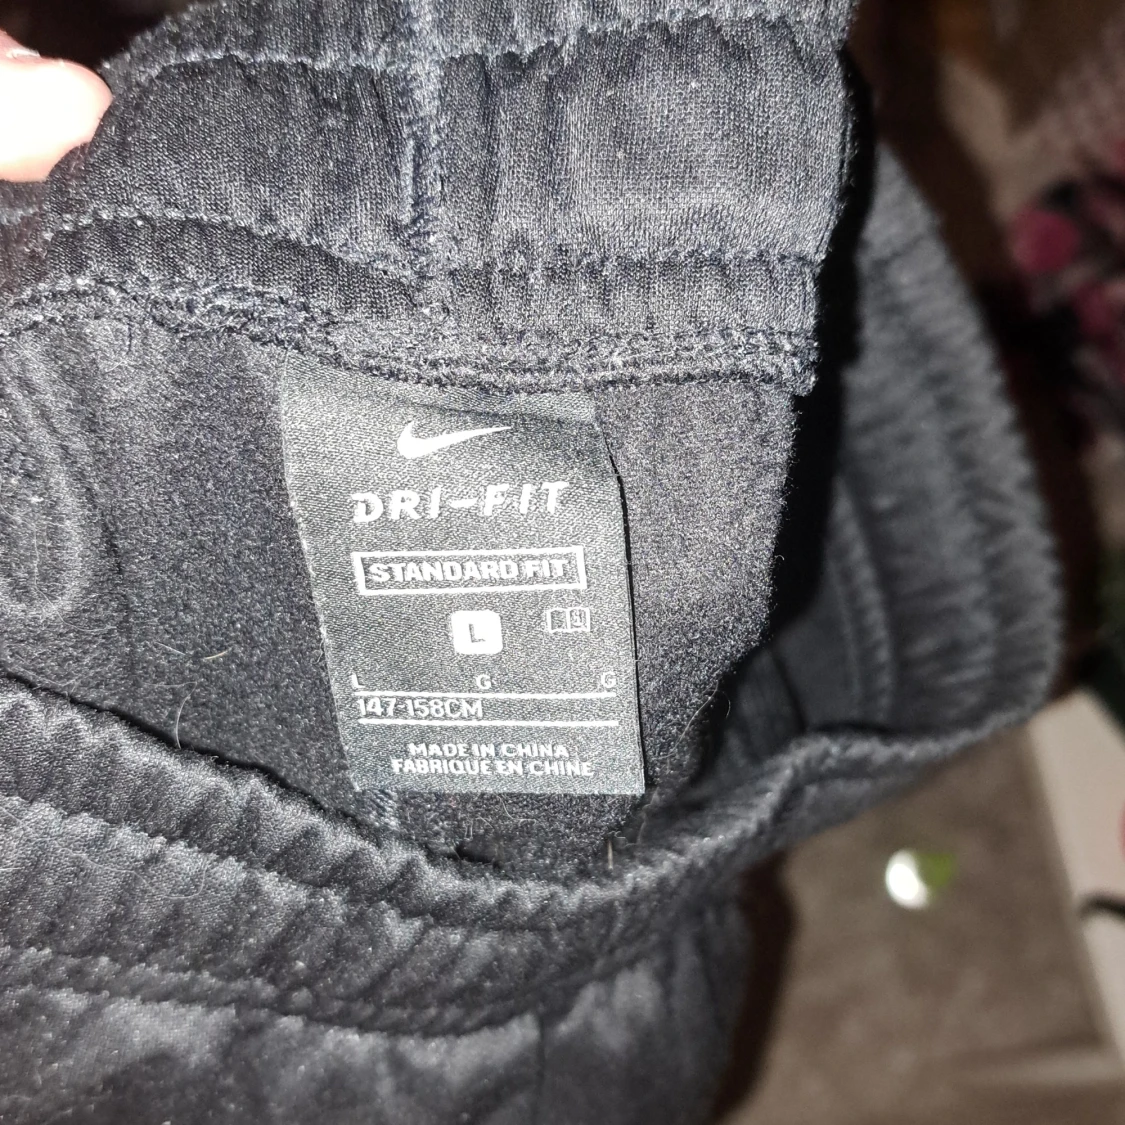 DRI-FIT
STANDARD FIT
L
L G G
147-158CM
MADE IN CHINA
FABRIQUE EN CHINE